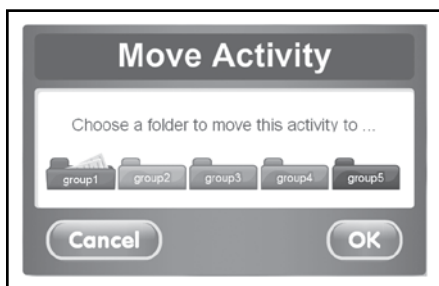 Move Activity
Choose a folder to move this activity to ...
group1 group2 group3 group4 group5
Cancel OK